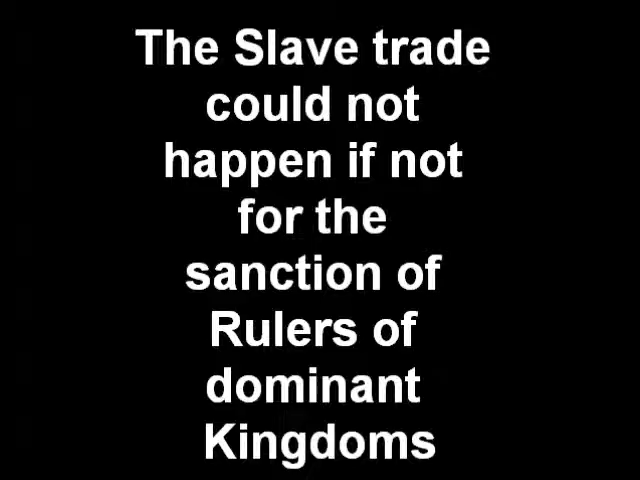 The Slave trade
could not
happen if not
for the
sanction of
Rulers of
dominant
Kingdoms